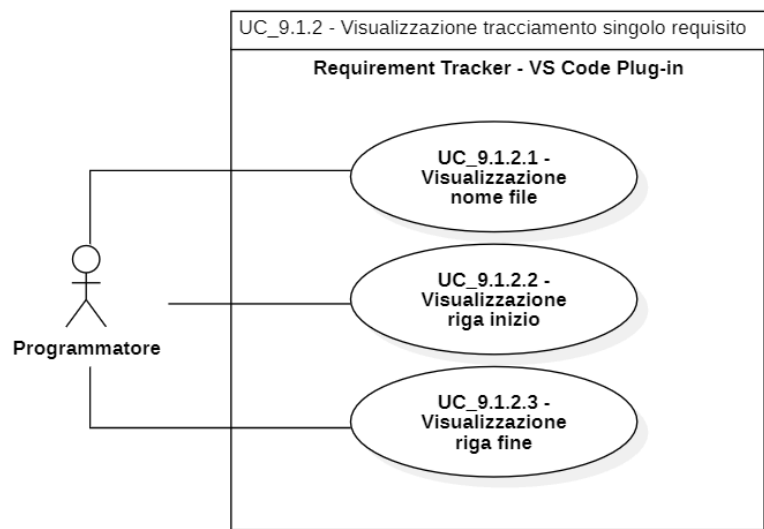 UC_9.1.2 - Visualizzazione tracciamento singolo requisito
Requirement Tracker - VS Code Plug-in
UC_9.1.2.1 -
Visualizzazione
nome file
UC_9.1.2.2 -
Visualizzazione
riga inizio
Programmatore
UC_9.1.2.3 -
Visualizzazione
riga fine